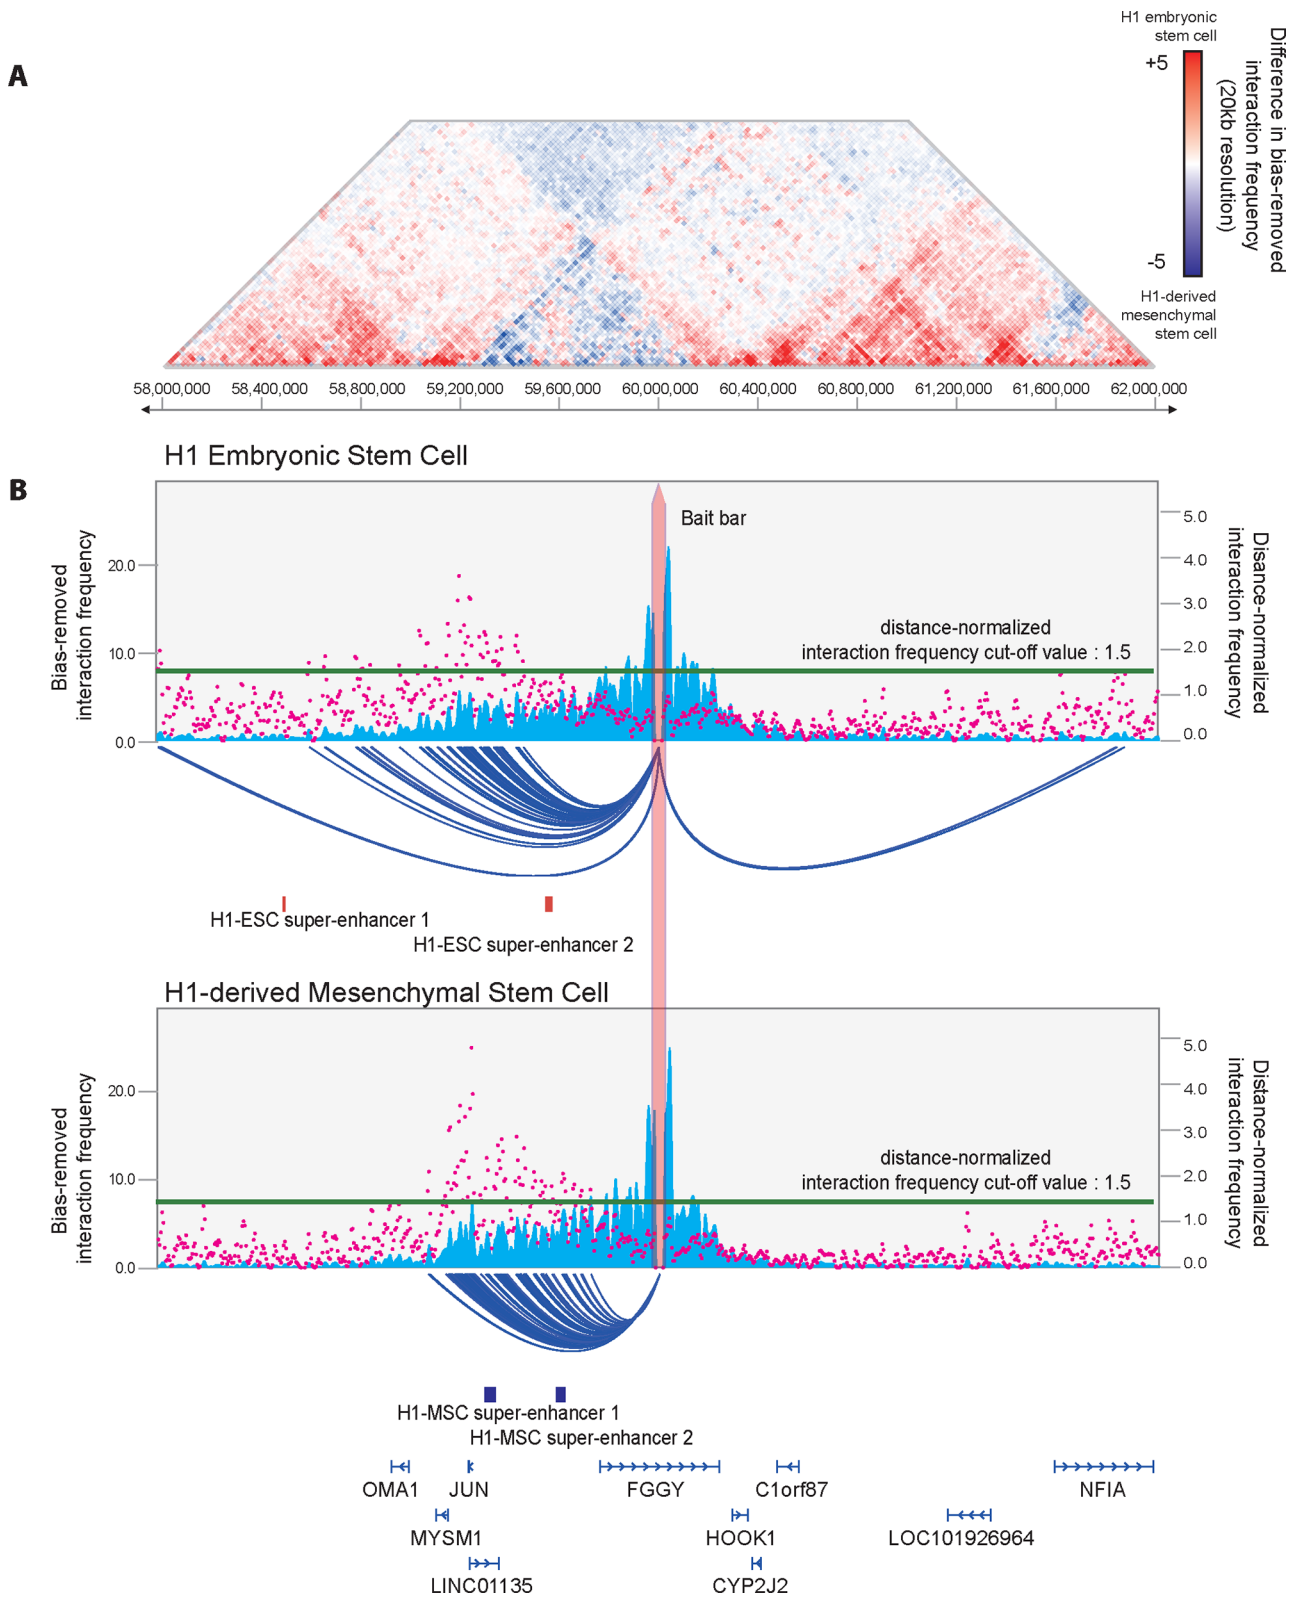 A
H1 embryonic
stem cell
+5
-5
H1-derived
mesenchymal
stem cell
Difference in bias-removed
interaction frequency
(20kb resolution)
58,000,000 58,400,000 58,800,000 59,200,000 59,600,000 60,000,000 60,400,000 60,800,000 61,200,000 61,600,000 62,000,000
B
H1 Embryonic Stem Cell
Bias-removed
interaction frequency
20.0
10.0
0.0
Bait bar
distance-normalized
interaction frequency cut-off value : 1.5
5.0
4.0
3.0
2.0
1.0
0.0
Disance-normalized
interaction frequency
H1-ESC super-enhancer 1
H1-ESC super-enhancer 2
H1-derived Mesenchymal Stem Cell
Bias-removed
interaction frequency
20.0
10.0
0.0
distance-normalized
interaction frequency cut-off value : 1.5
5.0
4.0
3.0
2.0
1.0
0.0
Distance-normalized
interaction frequency
H1-MSC super-enhancer 1
H1-MSC super-enhancer 2
OMA1 JUN FGGY C1orf87 NFIA
MYSM1 HOOK1 LOC101926964
LINC01135 CYP2J2